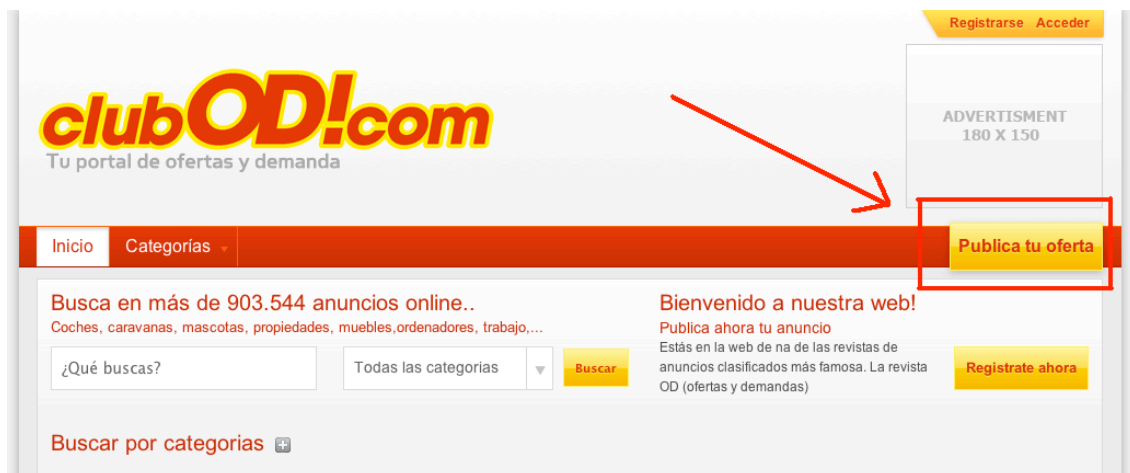 Registrarse Acceder
clubOD!.com
Tu portal de ofertas y demanda
ADVERTISMENT
180 X 150
Inicio Categorías Publica tu oferta
Busca en más de 903.544 anuncios online..
Coches, caravanas, mascotas, propiedades, muebles,ordenadores, trabajo,...
¿Qué buscas? Todas las categorias Buscar
Bienvenido a nuestra web!
Publica ahora tu anuncio
Estás en la web de na de las revistas de
anuncios clasificados más famosa. La revista
OD (ofertas y demandas)
Registrate ahora
Buscar por categorias